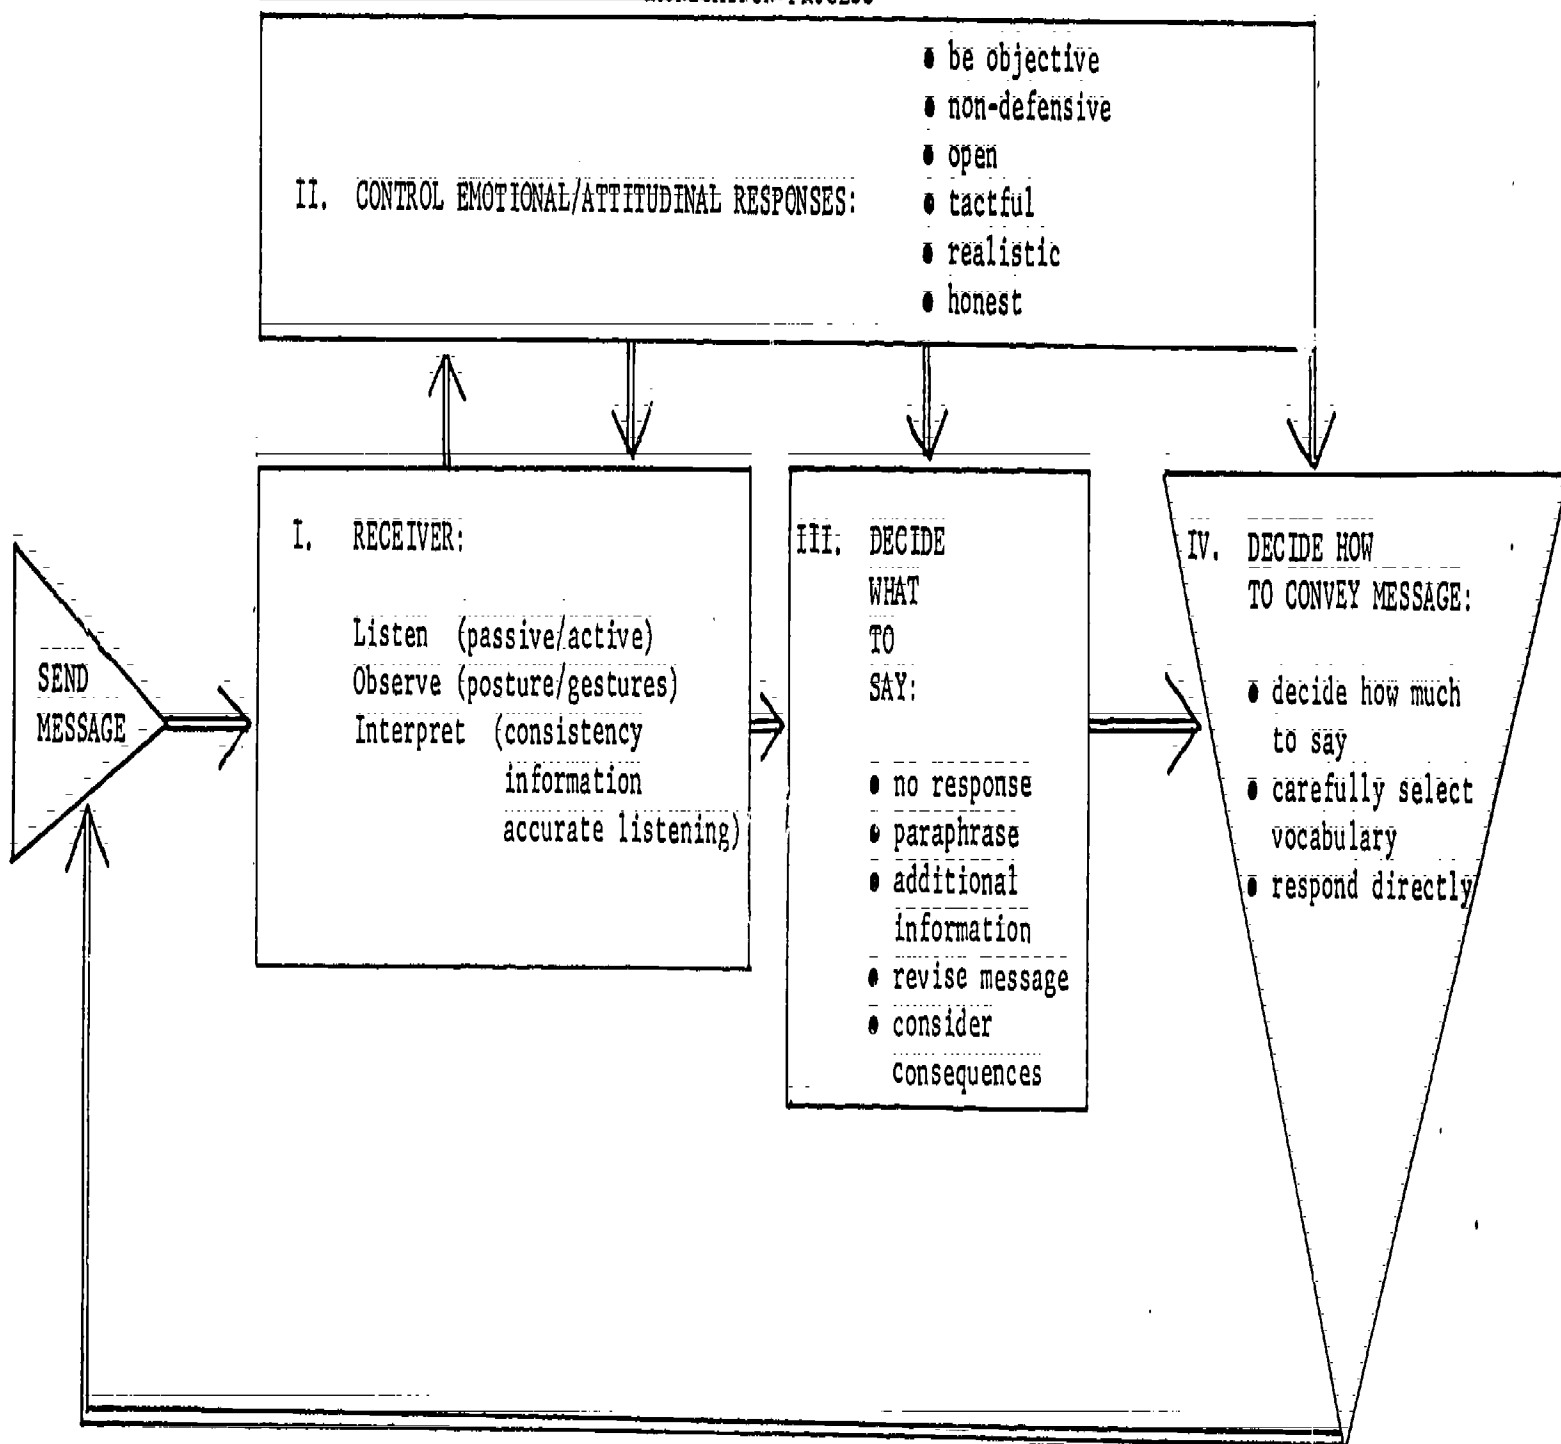 II. CONTROL EMOTIONAL/ATTITUDINAL RESPONSES:
• be objective
• non-defensive
• open
• tactful
• realistic
• honest
SEND
MESSAGE
I. RECEIVER:
Listen (passive/active)
Observe (posture/gestures)
Interpret (consistency
information
accurate listening)
III. DECIDE
WHAT
TO
SAY:
• no response
• paraphrase
• additional
information
• revise message
• consider
consequences
IV. DECIDE HOW
TO CONVEY MESSAGE:
• decide how much
to say
• carefully select
vocabulary
• respond directly